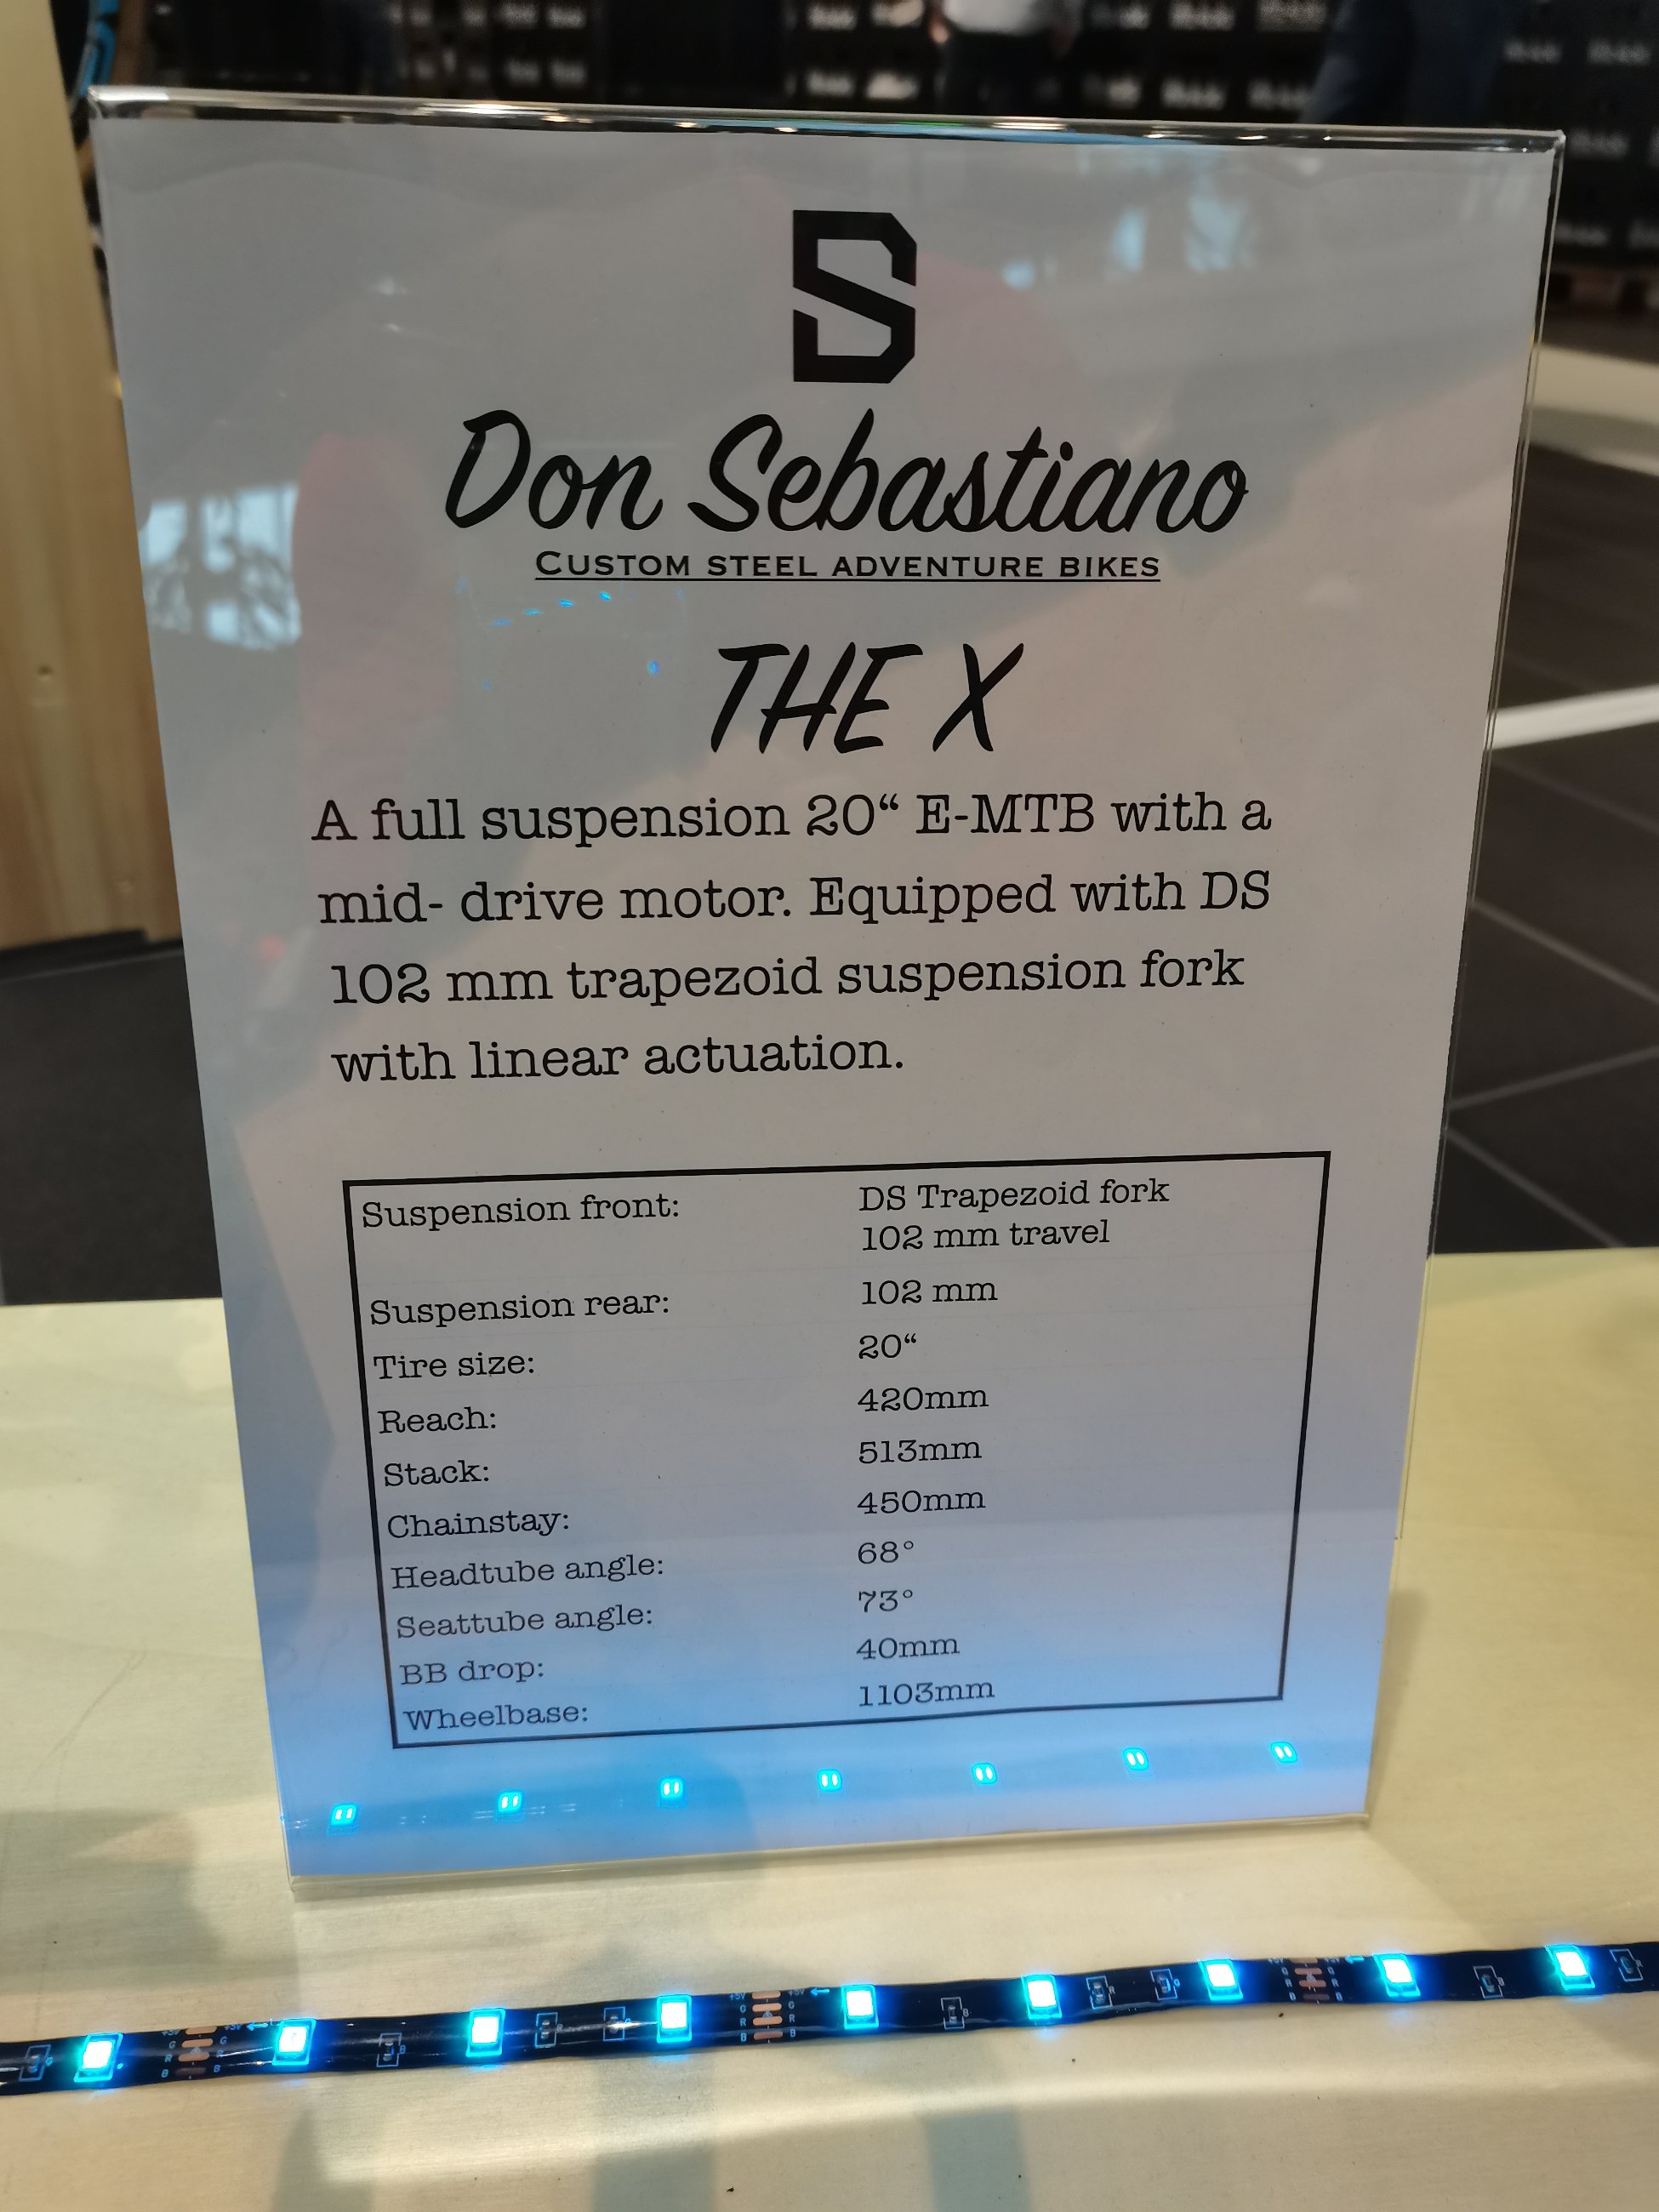 DS
Don Sebastiano
CUSTOM STEEL ADVENTURE BIKES
THE X
A full suspension 20“ E-MTB with a
mid- drive motor. Equipped with DS
102 mm trapezoid suspension fork
with linear actuation.
Suspension front: DS Trapezoid fork
102 mm travel
Suspension rear: 102 mm
Tire size: 20“
Reach: 420mm
Stack: 513mm
Chainstay: 450mm
Headtube angle: 68°
Seattube angle: 73°
BB drop: 40mm
Wheelbase: 1103mm